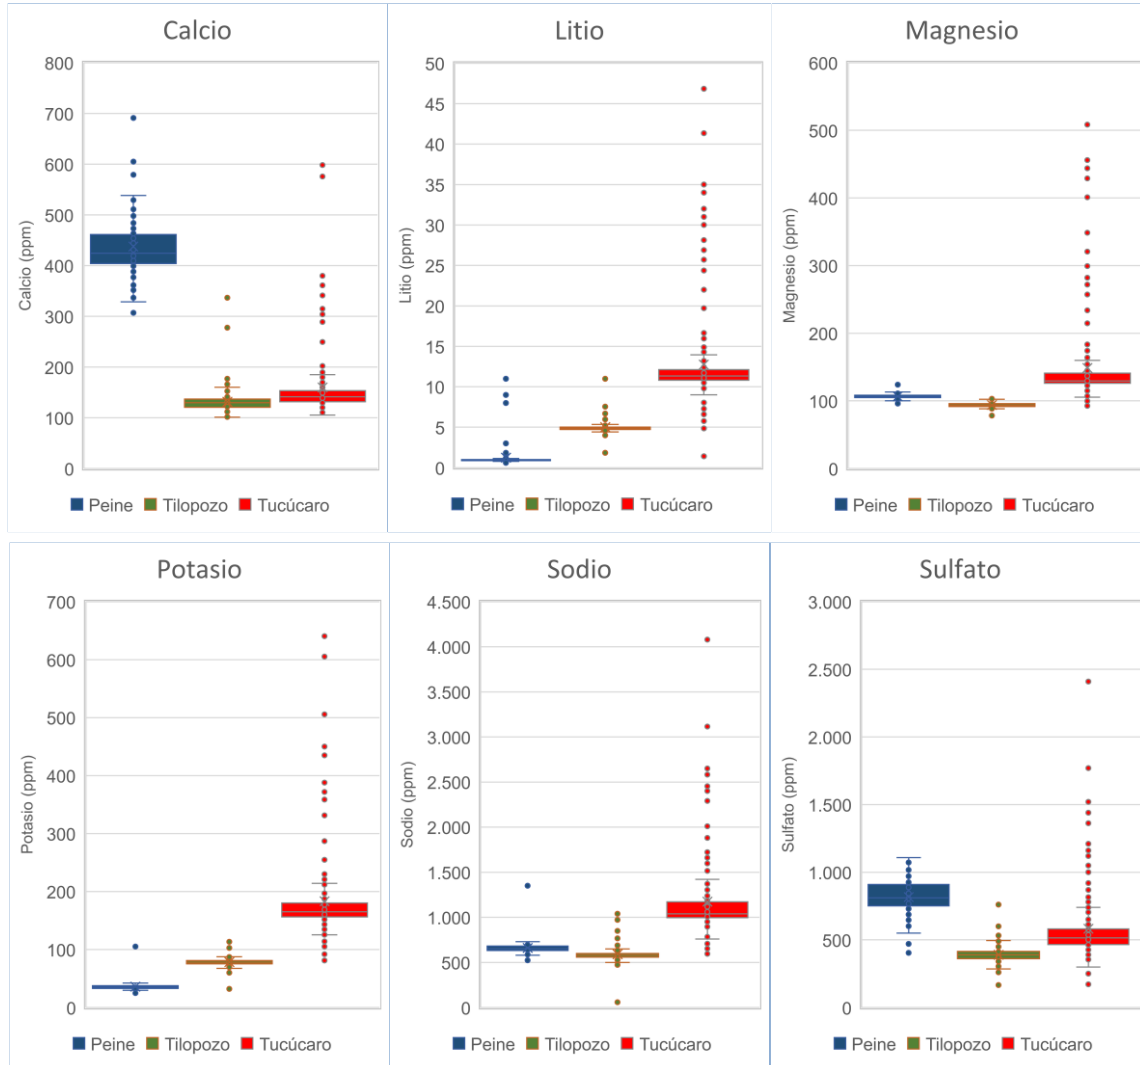 Calcio
800
700
600
500
400
300
200
100
0
Calcio (ppm)
Peine Tilopozo Tucúcaro
Litio
50
45
40
35
30
25
20
15
10
5
0
Litio (ppm)
Peine Tilopozo Tucúcaro
Magnesio
600
500
400
300
200
100
0
Magnesio (ppm)
Peine Tilopozo Tucúcaro
Potasio
700
600
500
400
300
200
100
0
Potasio (ppm)
Peine Tilopozo Tucúcaro
Sodio
4.500
4.000
3.500
3.000
2.500
2.000
1.500
1.000
500
0
Sodio (ppm)
Peine Tilopozo Tucúcaro
Sulfato
3.000
2.500
2.000
1.500
1.000
500
0
Sulfato (ppm)
Peine Tilopozo Tucúcaro